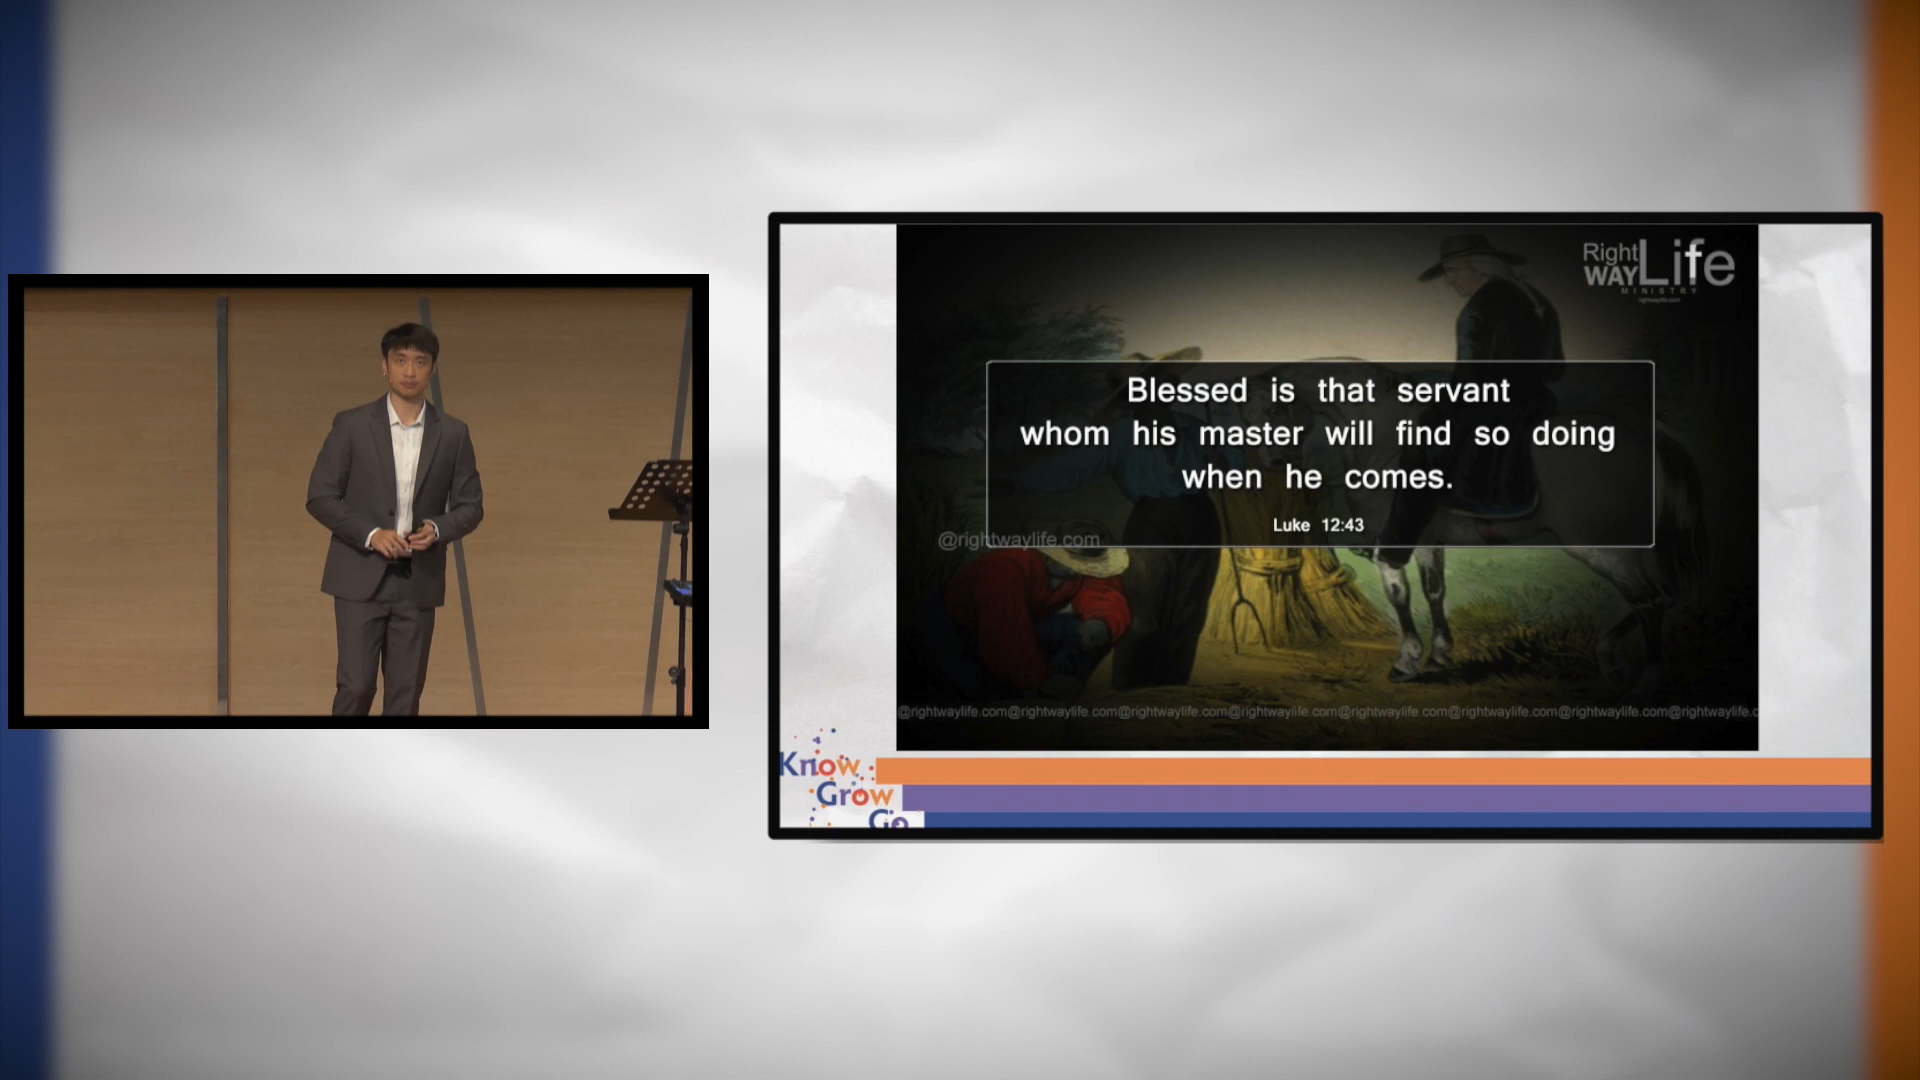 Right
WAY Life
MINISTRY
rightwaylife.com
Blessed is that servant
whom his master will find so doing
when he comes.
Luke 12:43
@rightwaylife.com
@rightwaylife.com@rightwaylife.com@rightwaylife.com@rightwaylife.com@rightwaylife.com@rightwaylife.com@rightwaylife.com@rightwaylife.c
Know
Grow
Go